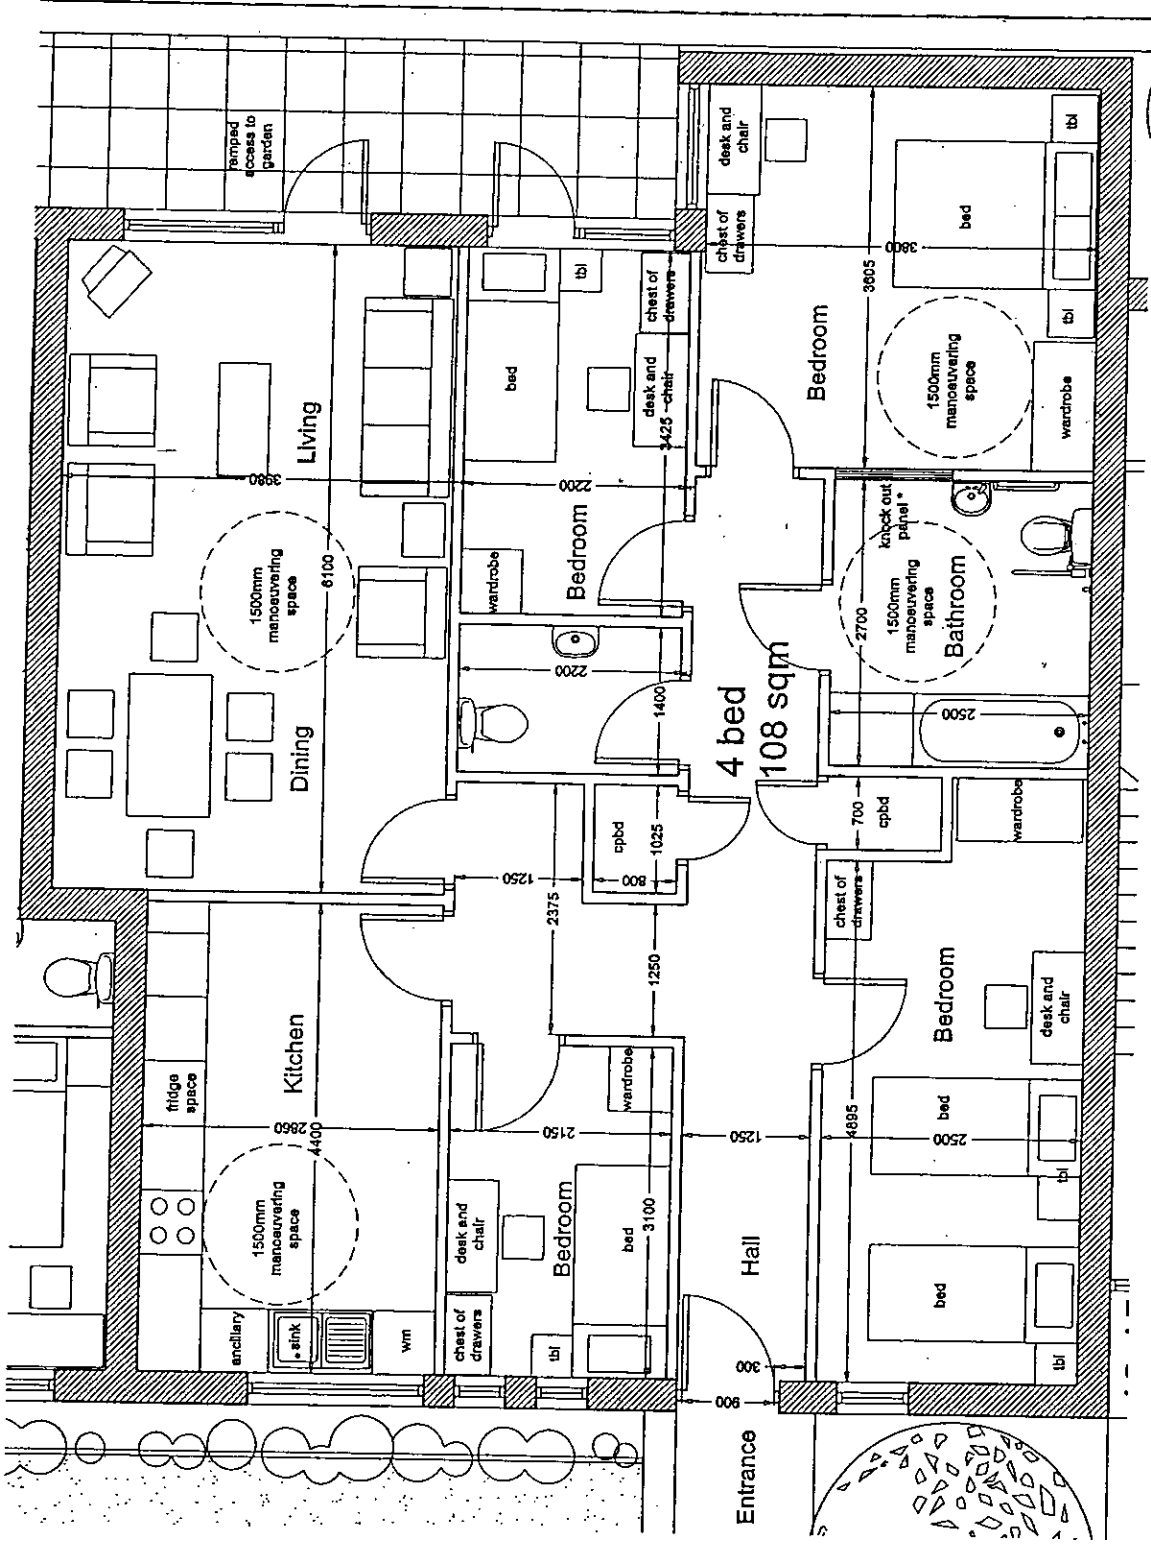 ramped
access to
garden
desk and
chair
tbl
chest of
drawers
bed
3800
3605
tbl
Bedroom
1500mm
manoeuvering
space
wardrobe
tbl
chest of
drawers
bed
desk and
chair
3425
2200
Bedroom
wardrobe
Living
3980
1500mm
manoeuvering
space
6100
Dining
knock out
panel *
1500mm
manoeuvering
space
Bathroom
2700
2500
2200
1400
4 bed
108 sqm
cpbd
1025
800
700
cpbd
wardrobe
1250
2375
1250
chest of
drawers
Bedroom
desk and
chair
Kitchen
fridge
space
2860
4400
1500mm
manoeuvering
space
ancillary
sink
wm
wardrobe
2150
desk and
chair
Bedroom
bed
3100
chest of
drawers
tbl
1250
Hall
4895
2500
bed
tbl
bed
tbl
300
900
Entrance